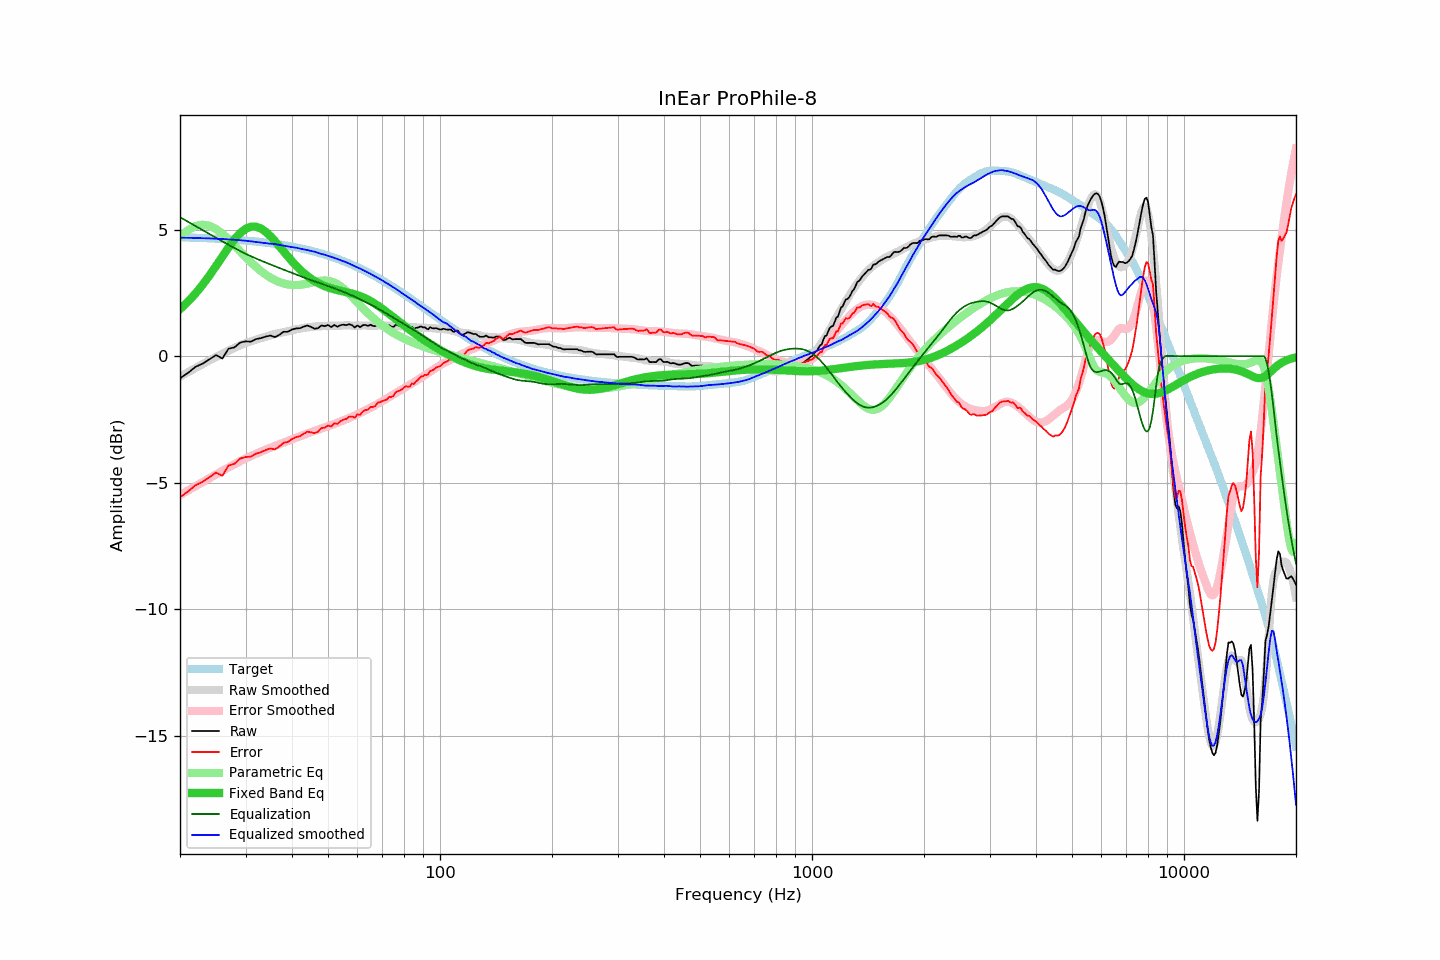 InEar ProPhile-8
Amplitude (dBr)
5
0
−5
−10
−15
Target
Raw Smoothed
Error Smoothed
Raw
Error
Parametric Eq
Fixed Band Eq
Equalization
Equalized smoothed
100
1000
10000
Frequency (Hz)